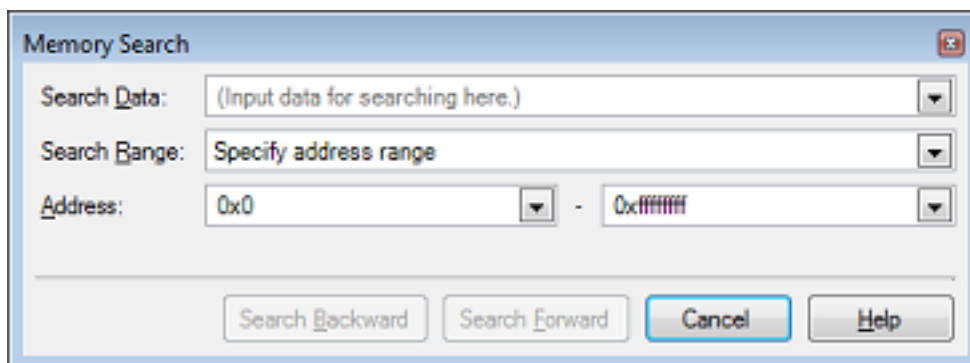 Memory Search
Search Data: (Input data for searching here.)
Search Range: Specify address range
Address: 0x0 - 0xffffffff
Search Backward Search Forward Cancel Help